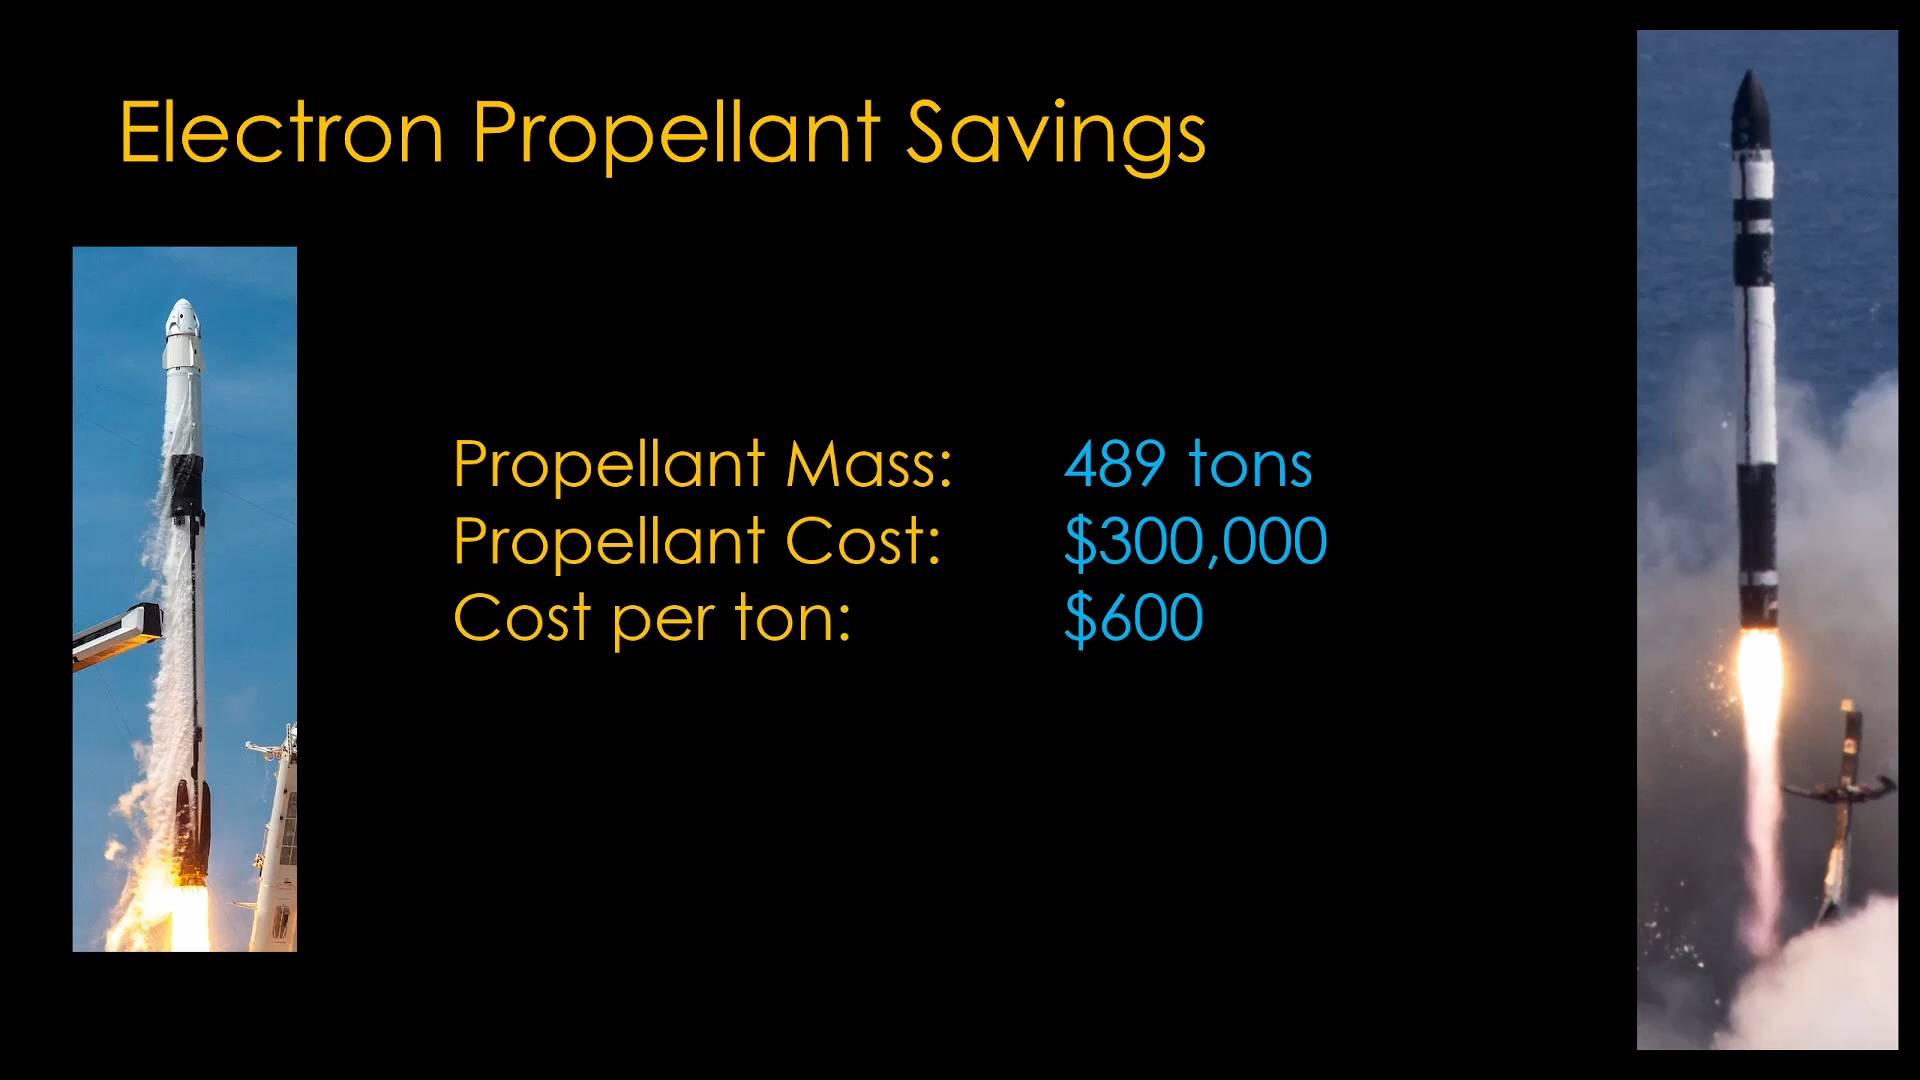 Electron Propellant Savings
Propellant Mass: 489 tons
Propellant Cost: $300,000
Cost per ton: $600